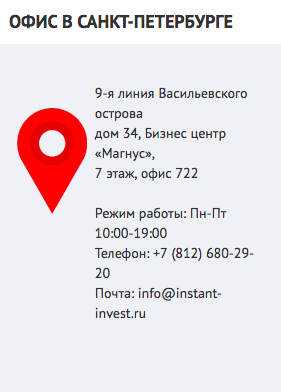 ОФИС В САНКТ-ПЕТЕРБУРГЕ
9-я линия Васильевского
острова
дом 34, Бизнес центр
«Магнус»,
7 этаж, офис 722
Режим работы: Пн-Пт
10:00-19:00
Телефон: +7 (812) 680-29-
20
Почта: info@instant-
invest.ru